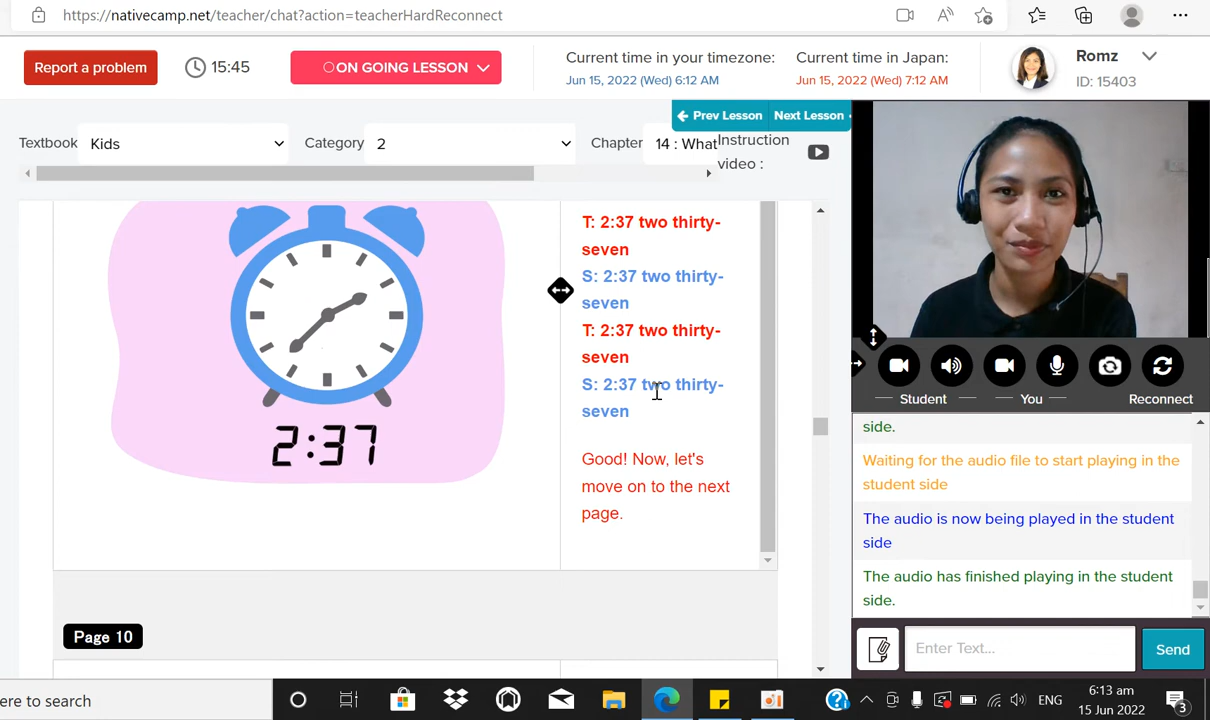 https://nativecamp.net/teacher/chat?action=teacherHardReconnect
Report a problem
15:45
ON GOING LESSON
Current time in your timezone:
Jun 15, 2022 (Wed) 6:12 AM
Current time in Japan:
Jun 15, 2022 (Wed) 7:12 AM
Romz
ID: 15403
Prev Lesson
Next Lesson
Textbook
Kids
Category
2
Chapter
14 : What
Instruction
video :
T: 2:37 two thirty-
seven
S: 2:37 two thirty-
seven
T: 2:37 two thirty-
seven
S: 2:37 two thirty-
seven
Good! Now, let's
move on to the next
page.
2:37
Page 10
Student
You
Reconnect
side.
Waiting for the audio file to start playing in the
student side
The audio is now being played in the student
side
The audio has finished playing in the student
side.
Enter Text...
Send
ere to search
ENG
6:13 am
15 Jun 2022
3